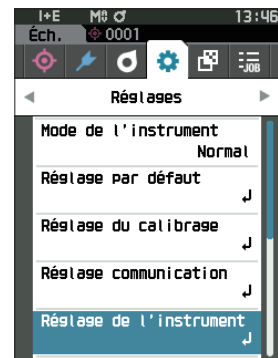 I+E M 13:46
Éch. 0001
-JOB
Réglages
Mode de l'instrument
Normal
Réglage par défaut
Réglage du calibrage
Réglage communication
Réglage de l'instrument